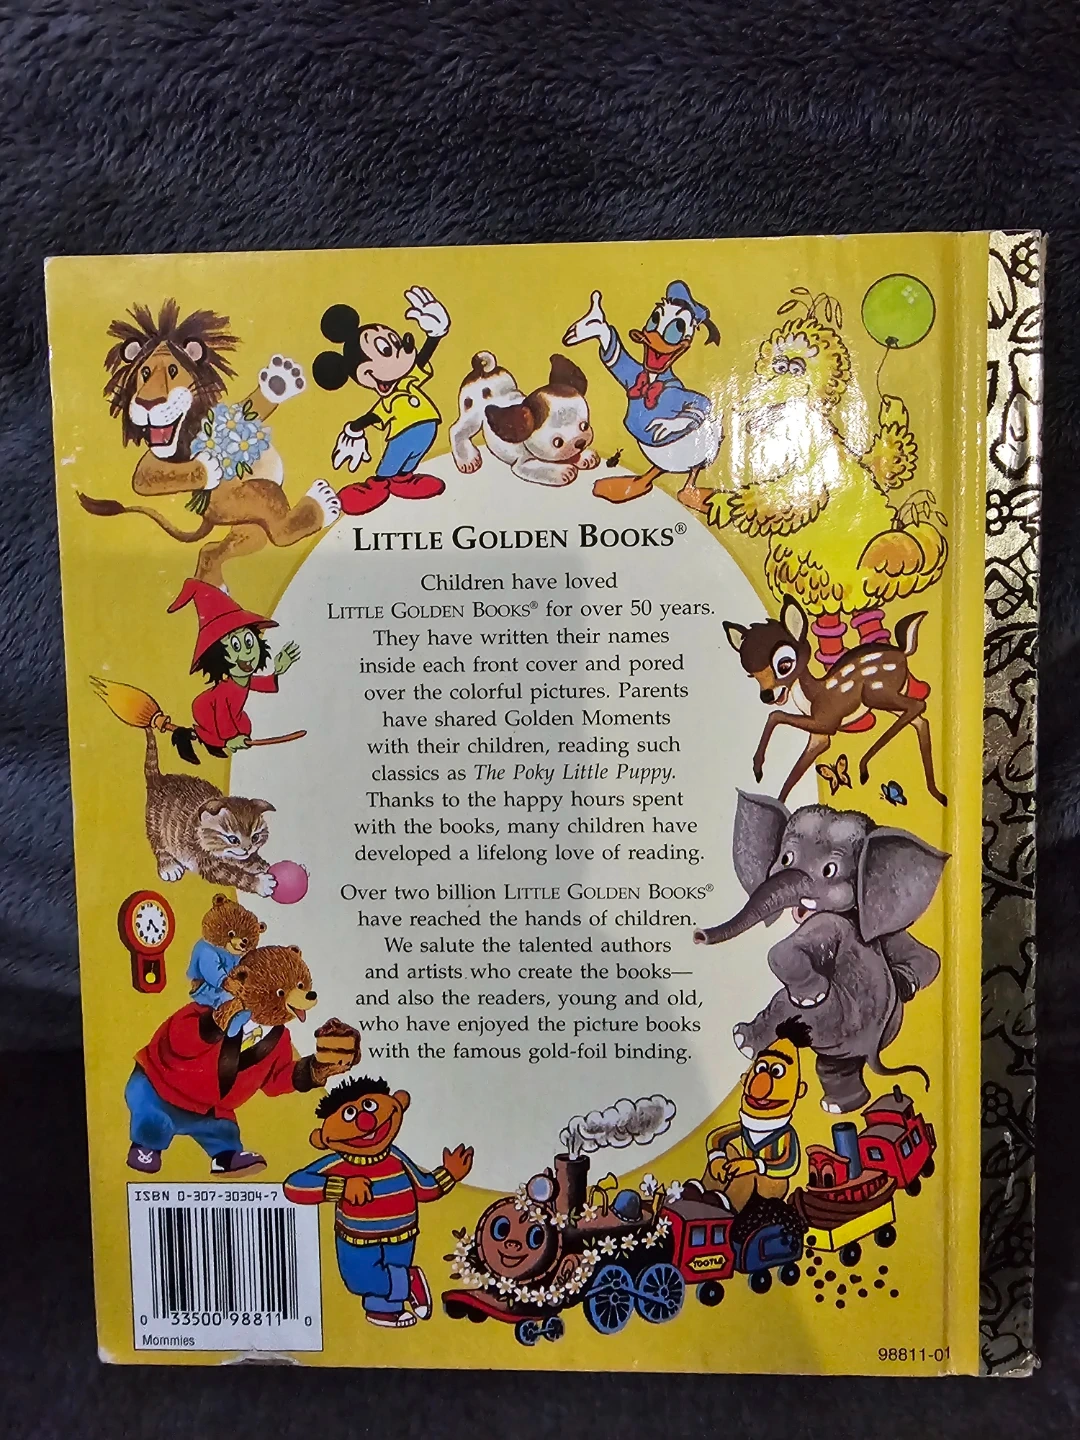 LITTLE GOLDEN BOOKS®
Children have loved
LITTLE GOLDEN BOOKS® for over 50 years.
They have written their names
inside each front cover and pored
over the colorful pictures. Parents
have shared Golden Moments
with their children, reading such
classics as The Poky Little Puppy.
Thanks to the happy hours spent
with the books, many children have
developed a lifelong love of reading.
Over two billion LITTLE GOLDEN BOOKS®
have reached the hands of children.
We salute the talented authors
and artists who create the books—
and also the readers, young and old,
who have enjoyed the picture books
with the famous gold-foil binding.
ISBN 0-307-30304-7
0 33500 98811 0
Mommies
TOOTLE
98811-01